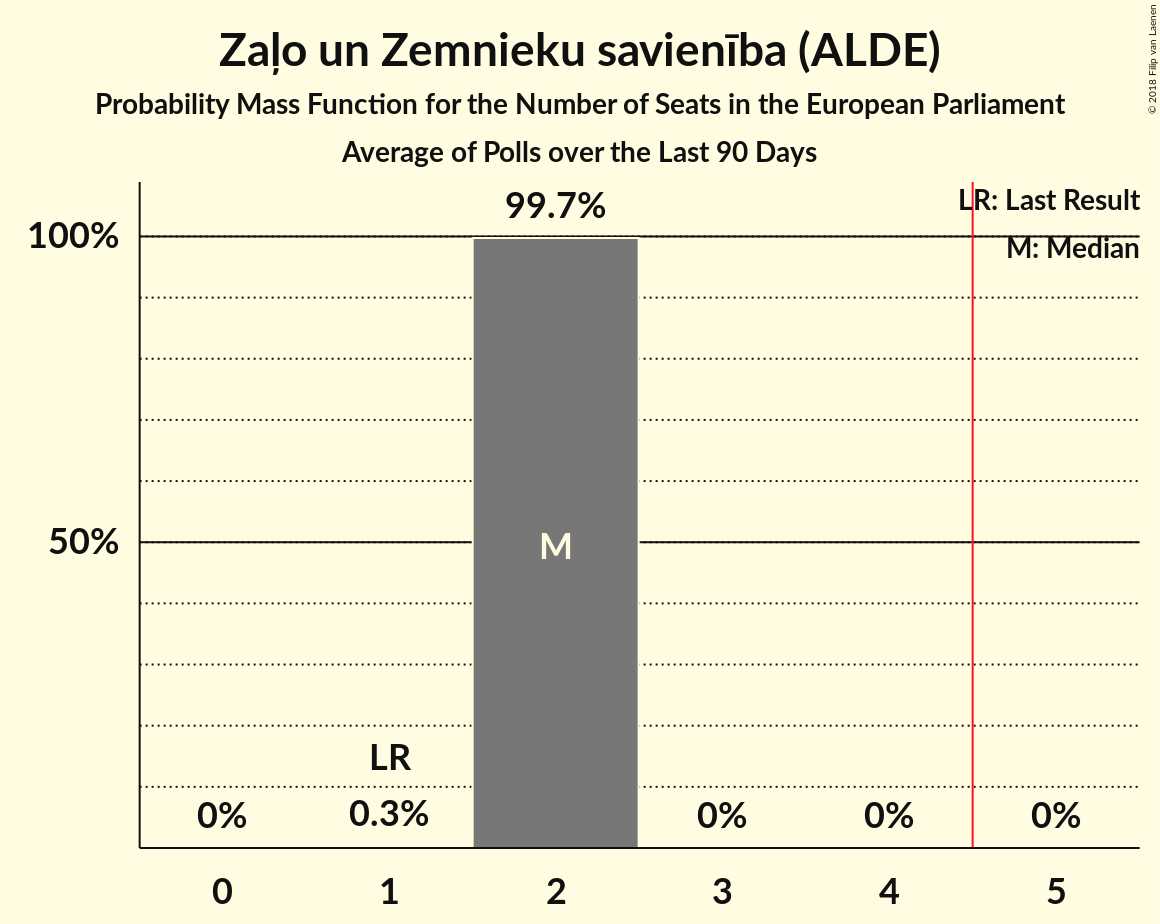 Zaļo un Zemnieku savienība (ALDE)
Probability Mass Function for the Number of Seats in the European Parliament
Average of Polls over the Last 90 Days
© 2018 Filip van Laenen
99.7%
LR: Last Result
100%
M: Median
50%
M
LR
0%
0.3%
0%
0%
0%
0
1
2
3
4
5